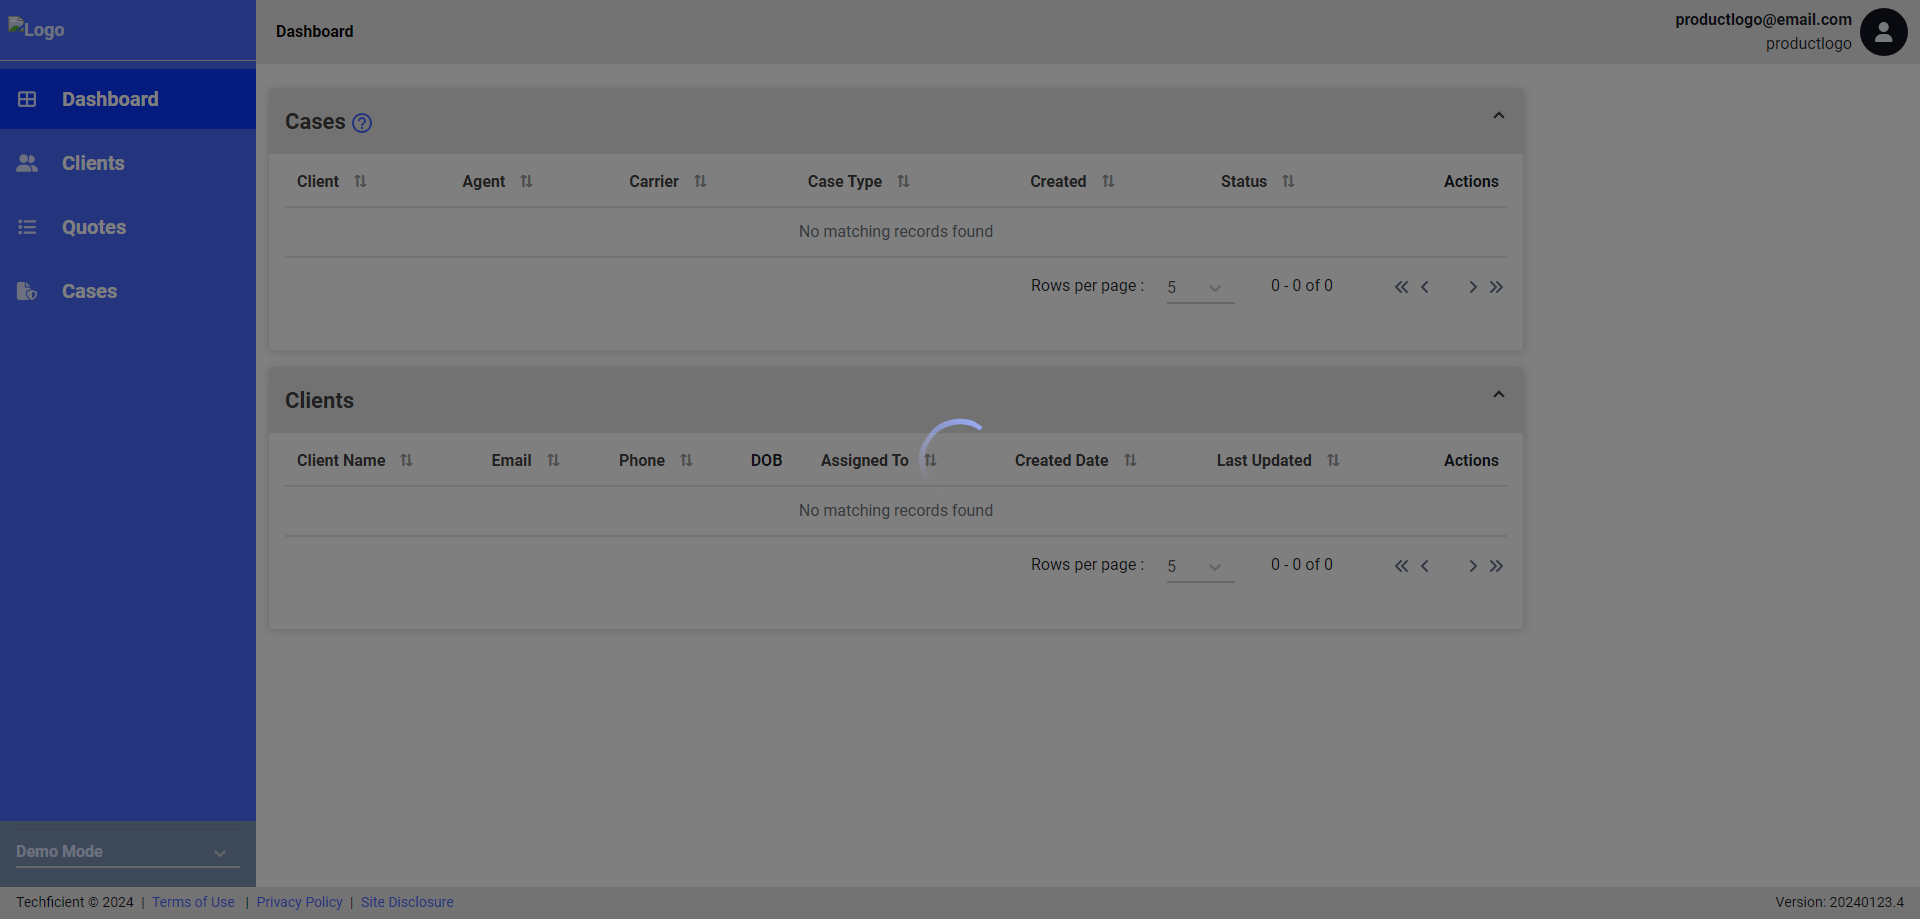 Logo
Dashboard
productlogo@email.com
productlogo
Dashboard
Clients
Quotes
Cases
Cases ?
Client Agent Carrier Case Type Created Status Actions
No matching records found
Rows per page : 5 0 - 0 of 0
Clients
Client Name Email Phone DOB Assigned To Created Date Last Updated Actions
No matching records found
Rows per page : 5 0 - 0 of 0
Demo Mode
Techficient © 2024 | Terms of Use | Privacy Policy | Site Disclosure Version: 20240123.4